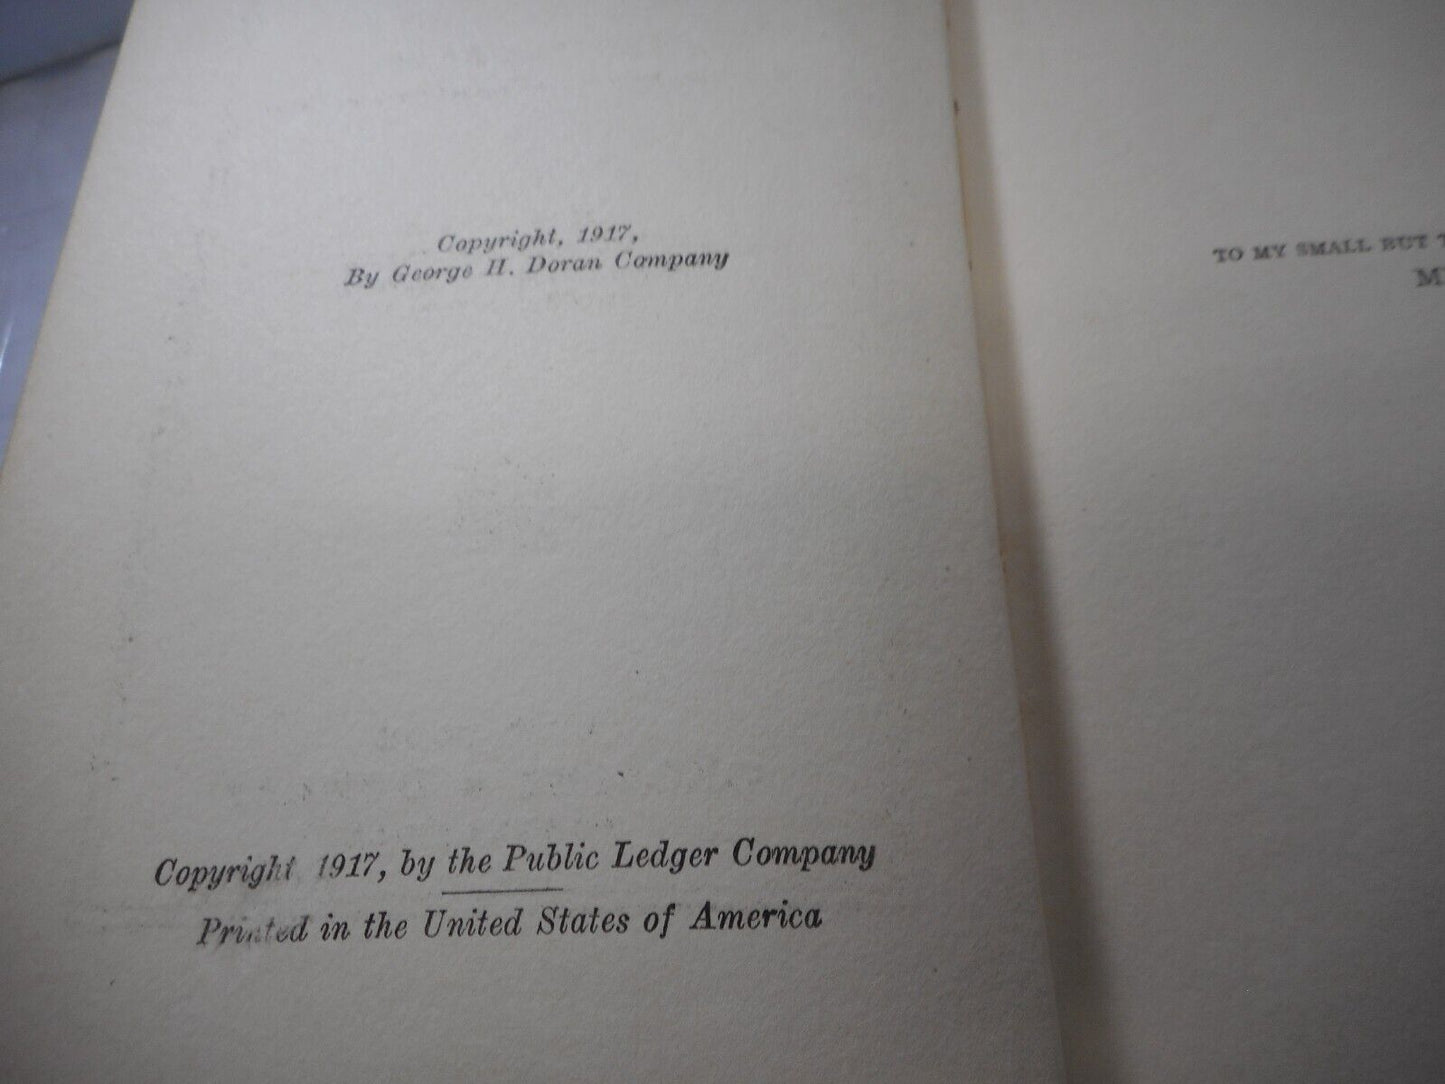 Copyright, 1917,
By George H. Doran Company
Copyright 1917, by the Public Ledger Company
Printed in the United States of America
TO MY SMALL BUT